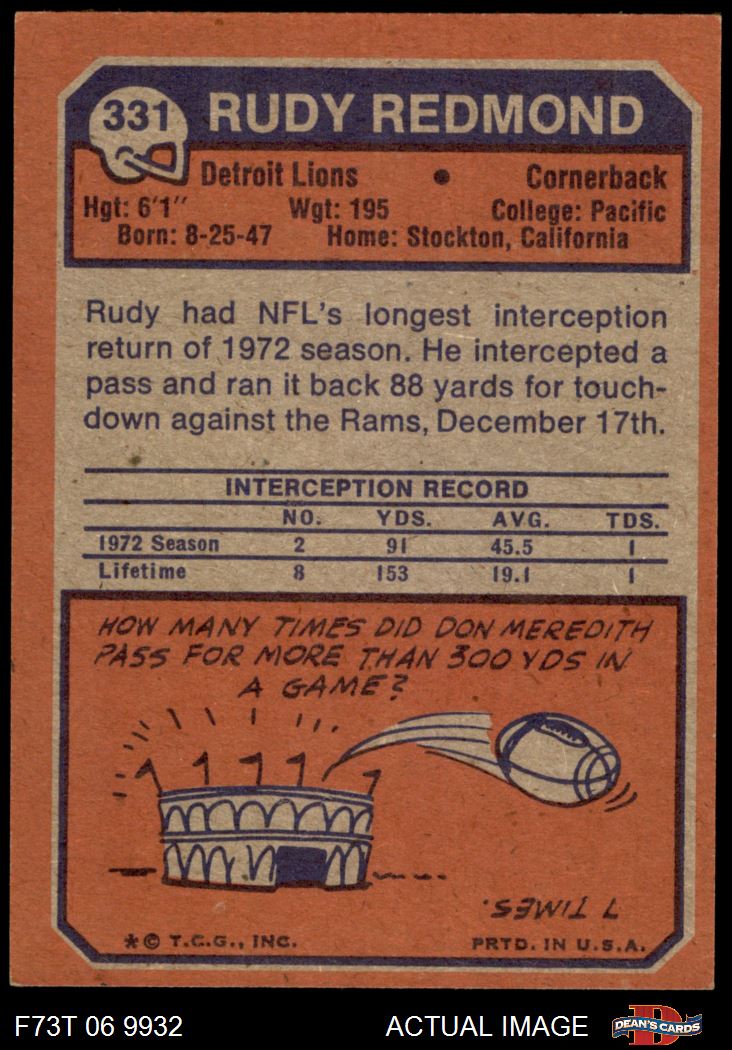 331 RUDY REDMOND
Detroit Lions • Cornerback
Hgt: 6'1" Wgt: 195 College: Pacific
Born: 8-25-47 Home: Stockton, California
Rudy had NFL's longest interception
return of 1972 season. He intercepted a
pass and ran it back 88 yards for touch-
down against the Rams, December 17th.
INTERCEPTION RECORD
NO. YDS. AVG. TDS.
1972 Season 2 91 45.5 1
Lifetime 8 153 19.1 1
HOW MANY TIMES DID DON MEREDITH
PASS FOR MORE THAN 300 YDS IN
A GAME?
7 TIMES.
*© T.C.G., INC. PRTD. IN U.S.A.
F73T 06 9932 ACTUAL IMAGE DEAN'S CARDS